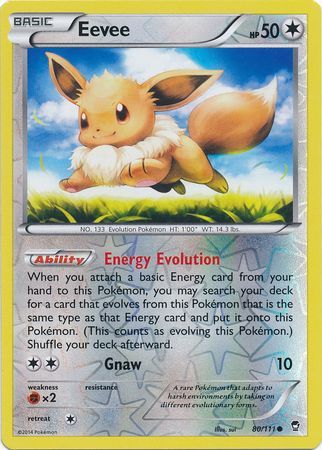 BASIC
Eevee
HP50
NO. 133 Evolution Pokémon HT: 1'00" WT: 14.3 lbs.
Ability Energy Evolution
When you attach a basic Energy card from your
hand to this Pokémon, you may search your deck
for a card that evolves from this Pokémon that is the
same type as that Energy card and put it onto this
Pokémon. (This counts as evolving this Pokémon.)
Shuffle your deck afterward.
Gnaw 10
weakness resistance
×2
retreat
A rare Pokémon that adapts to
harsh environments by taking on
different evolutionary forms.
©2014 Pokémon
Illus. sui 80/111